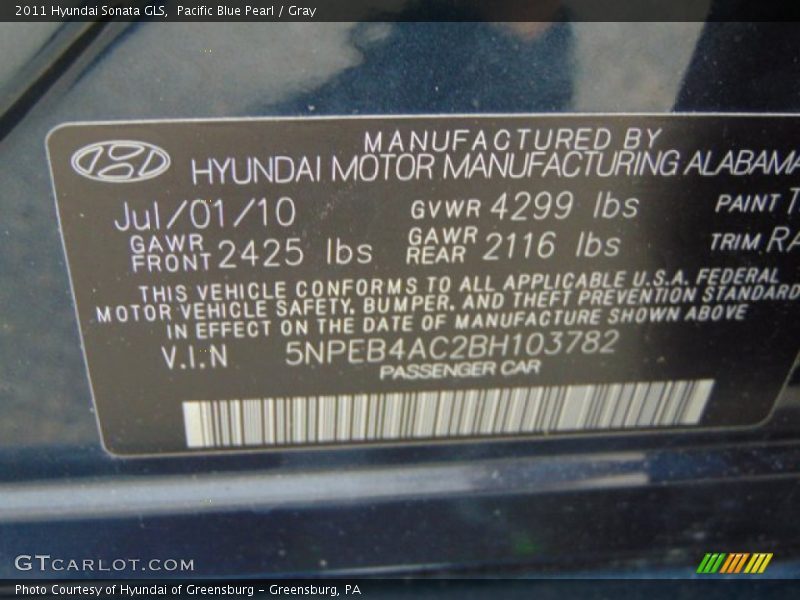 2011 Hyundai Sonata GLS, Pacific Blue Pearl / Gray
MANUFACTURED BY
HYUNDAI MOTOR MANUFACTURING ALABAMA
Jul/01/10 GVWR 4299 lbs PAINT T
GAWR FRONT 2425 lbs GAWR REAR 2116 lbs TRIM RA
THIS VEHICLE CONFORMS TO ALL APPLICABLE U.S.A. FEDERAL
MOTOR VEHICLE SAFETY, BUMPER, AND THEFT PREVENTION STANDARD
IN EFFECT ON THE DATE OF MANUFACTURE SHOWN ABOVE
V.I.N 5NPEB4AC2BH103782
PASSENGER CAR
GTCARLOT.COM
Photo Courtesy of Hyundai of Greensburg - Greensburg, PA